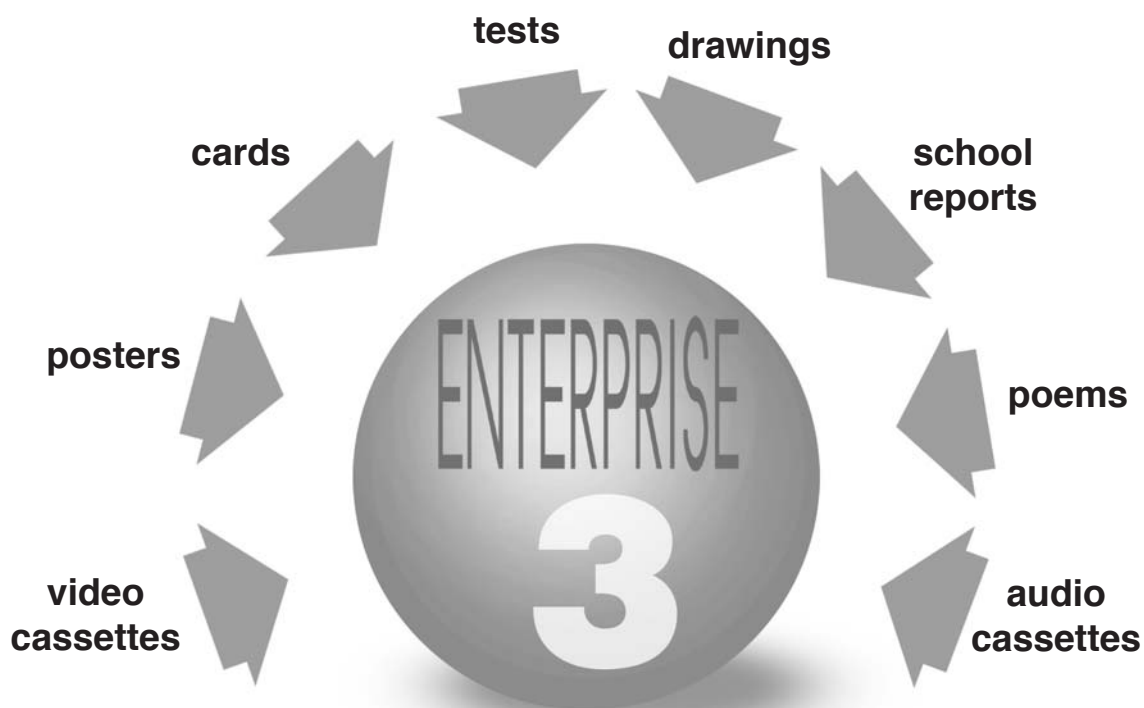 tests
drawings
cards
school
reports
posters
ENTERPRISE
3
poems
video
cassettes
audio
cassettes